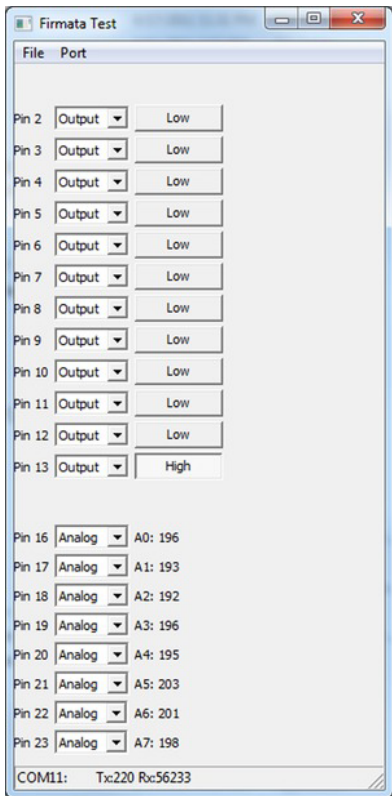 Firmata Test
File Port
Pin 2 Output Low
Pin 3 Output Low
Pin 4 Output Low
Pin 5 Output Low
Pin 6 Output Low
Pin 7 Output Low
Pin 8 Output Low
Pin 9 Output Low
Pin 10 Output Low
Pin 11 Output Low
Pin 12 Output Low
Pin 13 Output High
Pin 16 Analog A0: 196
Pin 17 Analog A1: 193
Pin 18 Analog A2: 192
Pin 19 Analog A3: 196
Pin 20 Analog A4: 195
Pin 21 Analog A5: 203
Pin 22 Analog A6: 201
Pin 23 Analog A7: 198
COM11: Tx:220 Rx:56233